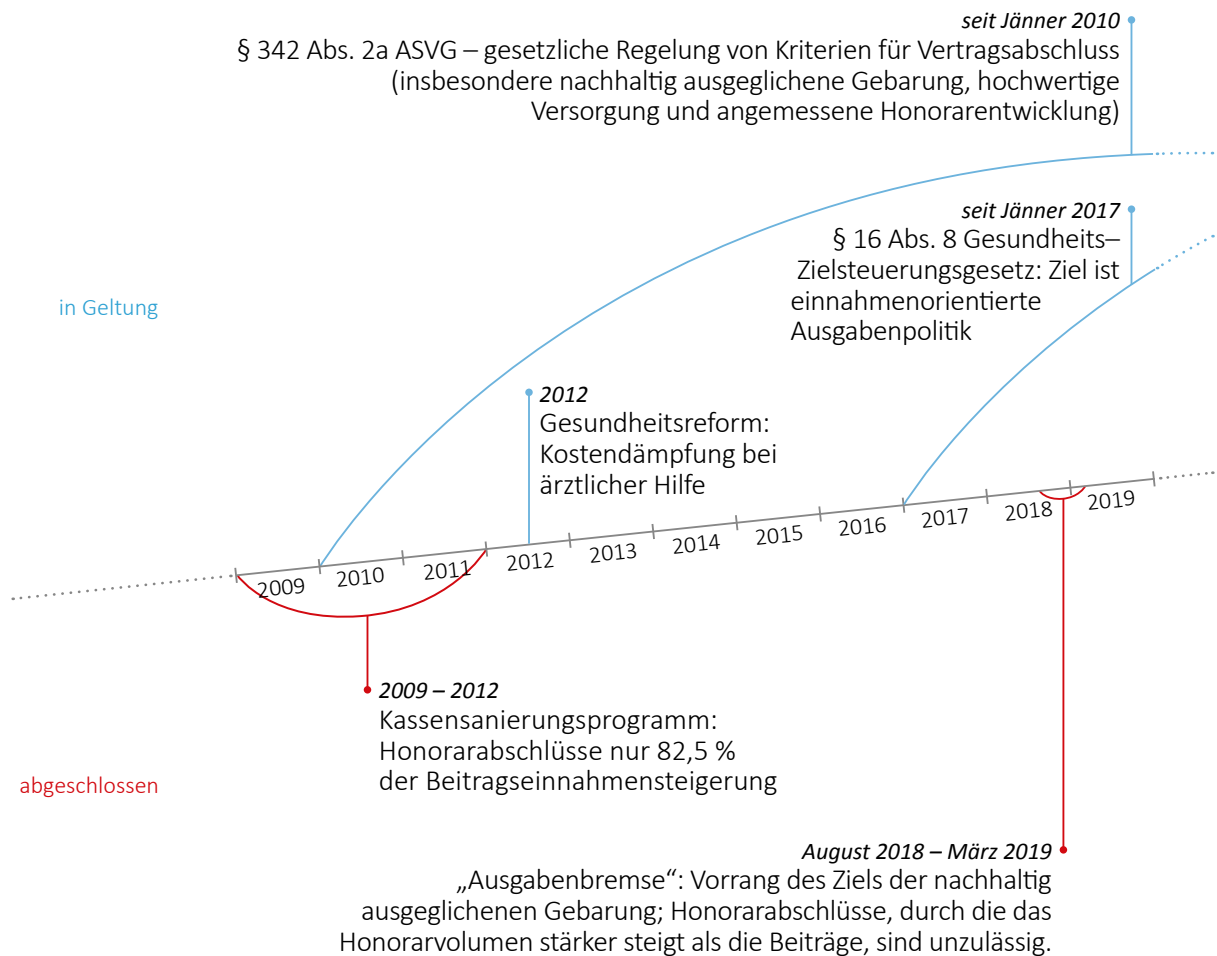 seit Jänner 2010
§ 342 Abs. 2a ASVG – gesetzliche Regelung von Kriterien für Vertragsabschluss
(insbesondere nachhaltig ausgeglichene Gebarung, hochwertige
Versorgung und angemessene Honorarentwicklung)
seit Jänner 2017
§ 16 Abs. 8 Gesundheits–
Zielsteuerungsgesetz: Ziel ist
einnahmenorientierte
Ausgabenpolitik
in Geltung
2012
Gesundheitsreform:
Kostendämpfung bei
ärztlicher Hilfe
2009 2010 2011 2012 2013 2014 2015 2016 2017 2018 2019
2009 – 2012
Kassensanierungsprogramm:
Honorarabschlüsse nur 82,5 %
der Beitragseinnahmensteigerung
abgeschlossen
August 2018 – März 2019
„Ausgabenbremse“: Vorrang des Ziels der nachhaltig
ausgeglichenen Gebarung; Honorarabschlüsse, durch die das
Honorarvolumen stärker steigt als die Beiträge, sind unzulässig.